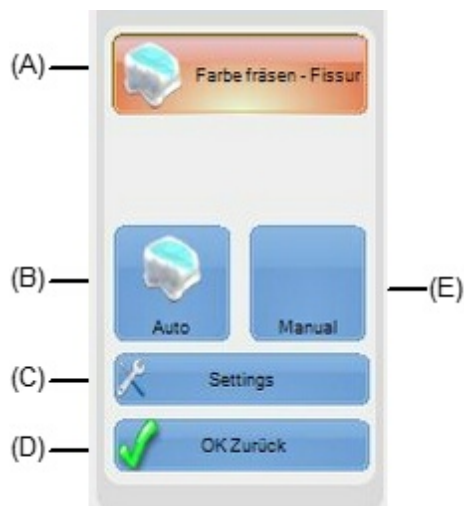 (A)
Farbe fräsen - Fissur
(B)
Auto
Manual
(E)
(C)
Settings
(D)
OK Zurück